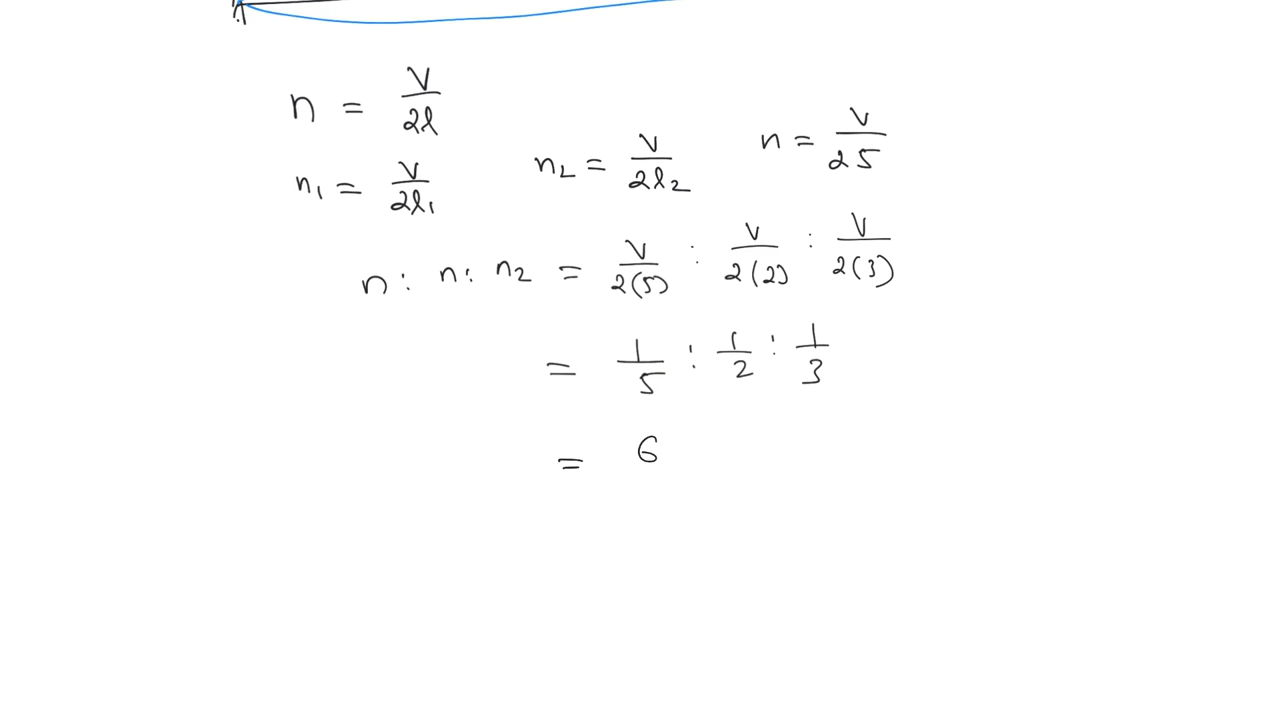 n = V/2l
n₁ = V/2l₁
n₂ = V/2l₂
n = V/25
n : n : n₂ = V/2(5) : V/2(2) : V/2(3)
= 1/5 : 1/2 : 1/3
= 6